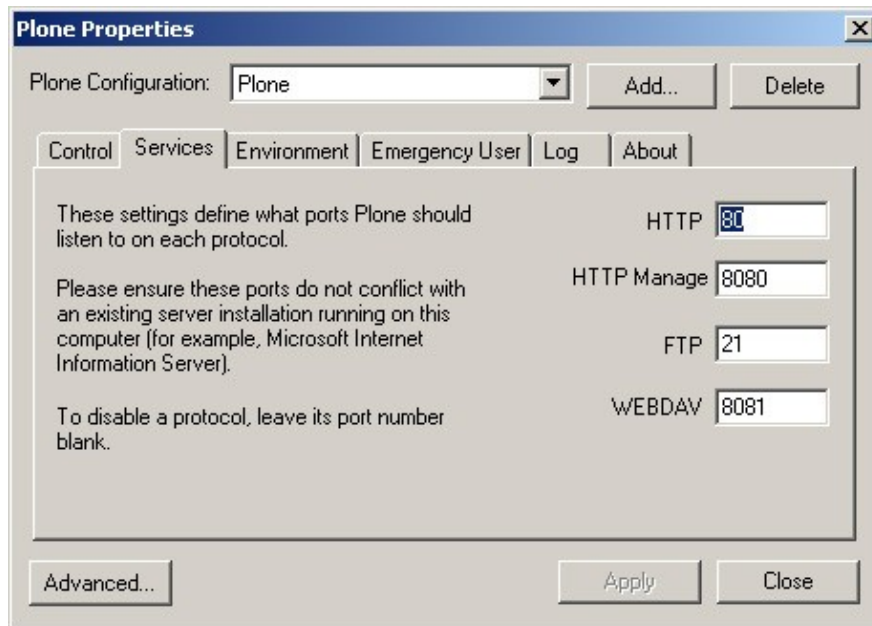 Plone Properties
Plone Configuration: Plone Add... Delete
Control Services Environment Emergency User Log About
These settings define what ports Plone should
listen to on each protocol.
Please ensure these ports do not conflict with
an existing server installation running on this
computer (for example, Microsoft Internet
Information Server).
To disable a protocol, leave its port number
blank.
HTTP 80
HTTP Manage 8080
FTP 21
WEBDAV 8081
Advanced... Apply Close